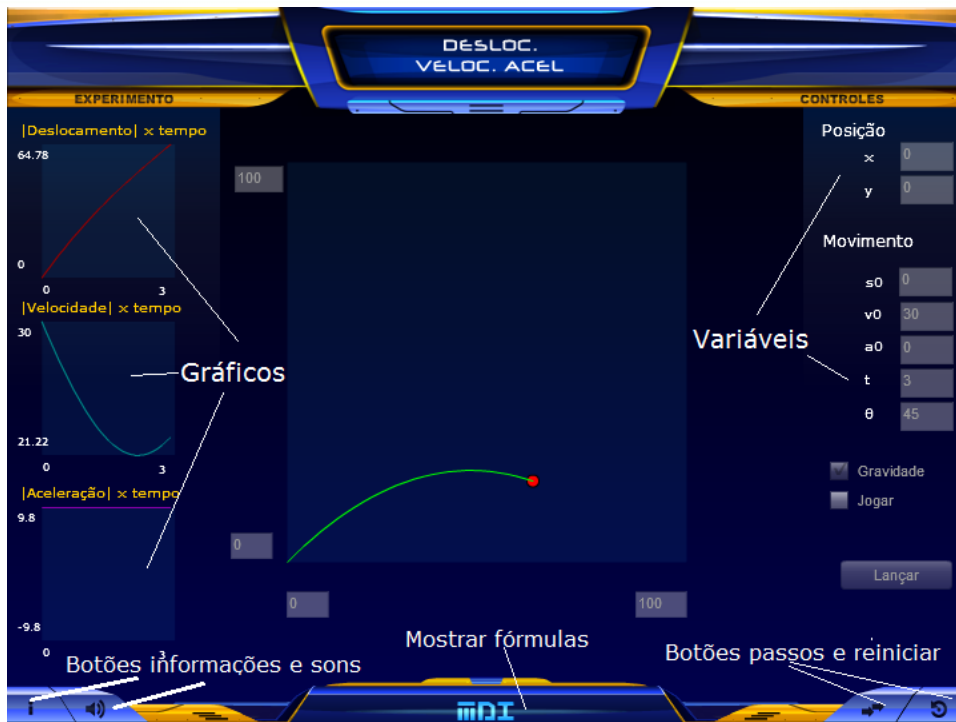 DESLOC.
VELOC. ACEL
EXPERIMENTO
CONTROLES
|Deslocamento| x tempo
64.78
0
0
3
|Velocidade| x tempo
30
21.22
0
3
|Aceleração| x tempo
9.8
-9.8
0
3
Gráficos
100
0
0
100
Posição
x
0
y
0
Movimento
s0
0
v0
30
a0
0
t
3
θ
45
Variáveis
Gravidade
Jogar
Lançar
Mostrar fórmulas
Botões informações e sons
Botões passos e reiniciar
i
mDI